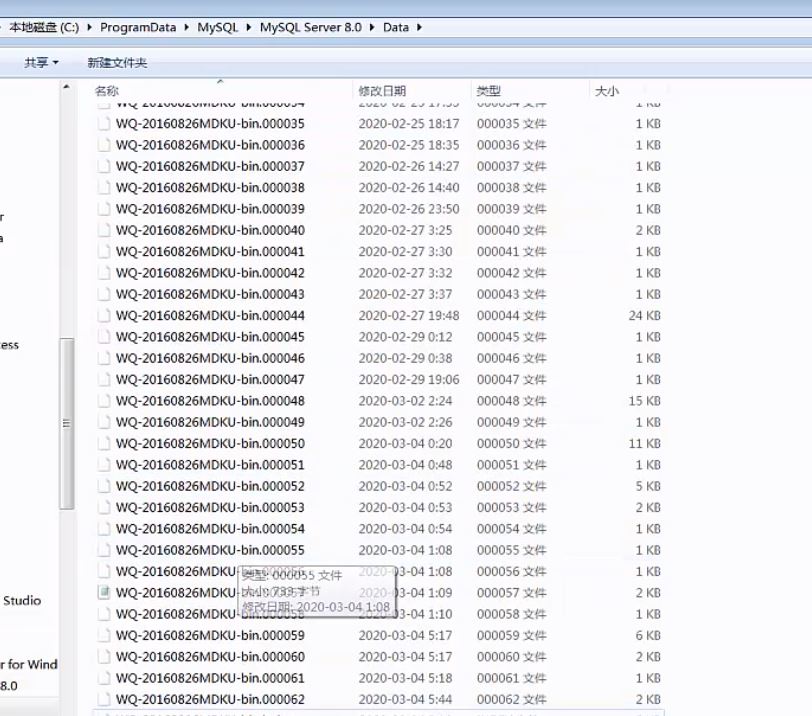 本地磁盘 (C:) ▸ ProgramData ▸ MySQL ▸ MySQL Server 8.0 ▸ Data ▸
共享 ▾ 新建文件夹
名称 修改日期 类型 大小
WQ-20160826MDKU-bin.000035 2020-02-25 18:17 000035 文件 1 KB
WQ-20160826MDKU-bin.000036 2020-02-25 18:35 000036 文件 1 KB
WQ-20160826MDKU-bin.000037 2020-02-26 14:27 000037 文件 1 KB
WQ-20160826MDKU-bin.000038 2020-02-26 14:40 000038 文件 1 KB
WQ-20160826MDKU-bin.000039 2020-02-26 23:50 000039 文件 1 KB
WQ-20160826MDKU-bin.000040 2020-02-27 3:25 000040 文件 2 KB
WQ-20160826MDKU-bin.000041 2020-02-27 3:30 000041 文件 1 KB
WQ-20160826MDKU-bin.000042 2020-02-27 3:32 000042 文件 1 KB
WQ-20160826MDKU-bin.000043 2020-02-27 3:37 000043 文件 1 KB
WQ-20160826MDKU-bin.000044 2020-02-27 19:48 000044 文件 24 KB
ess WQ-20160826MDKU-bin.000045 2020-02-29 0:12 000045 文件 1 KB
WQ-20160826MDKU-bin.000046 2020-02-29 0:38 000046 文件 1 KB
WQ-20160826MDKU-bin.000047 2020-02-29 19:06 000047 文件 1 KB
WQ-20160826MDKU-bin.000048 2020-03-02 2:24 000048 文件 15 KB
WQ-20160826MDKU-bin.000049 2020-03-02 2:26 000049 文件 1 KB
WQ-20160826MDKU-bin.000050 2020-03-04 0:20 000050 文件 11 KB
WQ-20160826MDKU-bin.000051 2020-03-04 0:48 000051 文件 1 KB
WQ-20160826MDKU-bin.000052 2020-03-04 0:52 000052 文件 5 KB
WQ-20160826MDKU-bin.000053 2020-03-04 0:53 000053 文件 2 KB
WQ-20160826MDKU-bin.000054 2020-03-04 0:54 000054 文件 1 KB
WQ-20160826MDKU-bin.000055 2020-03-04 1:08 000055 文件 1 KB
WQ-20160826MDKU-bin.000056 2020-03-04 1:08 000056 文件 1 KB
类型: 000055 文件
WQ-20160826MDKU-bin.000057 2020-03-04 1:09 000057 文件 2 KB
大小: 733 字节
修改日期: 2020-03-04 1:08
Studio WQ-20160826MDKU-bin.000058 2020-03-04 1:10 000058 文件 1 KB
WQ-20160826MDKU-bin.000059 2020-03-04 5:17 000059 文件 6 KB
r for Wind WQ-20160826MDKU-bin.000060 2020-03-04 5:17 000060 文件 2 KB
8.0 WQ-20160826MDKU-bin.000061 2020-03-04 5:18 000061 文件 1 KB
WQ-20160826MDKU-bin.000062 2020-03-04 5:44 000062 文件 2 KB